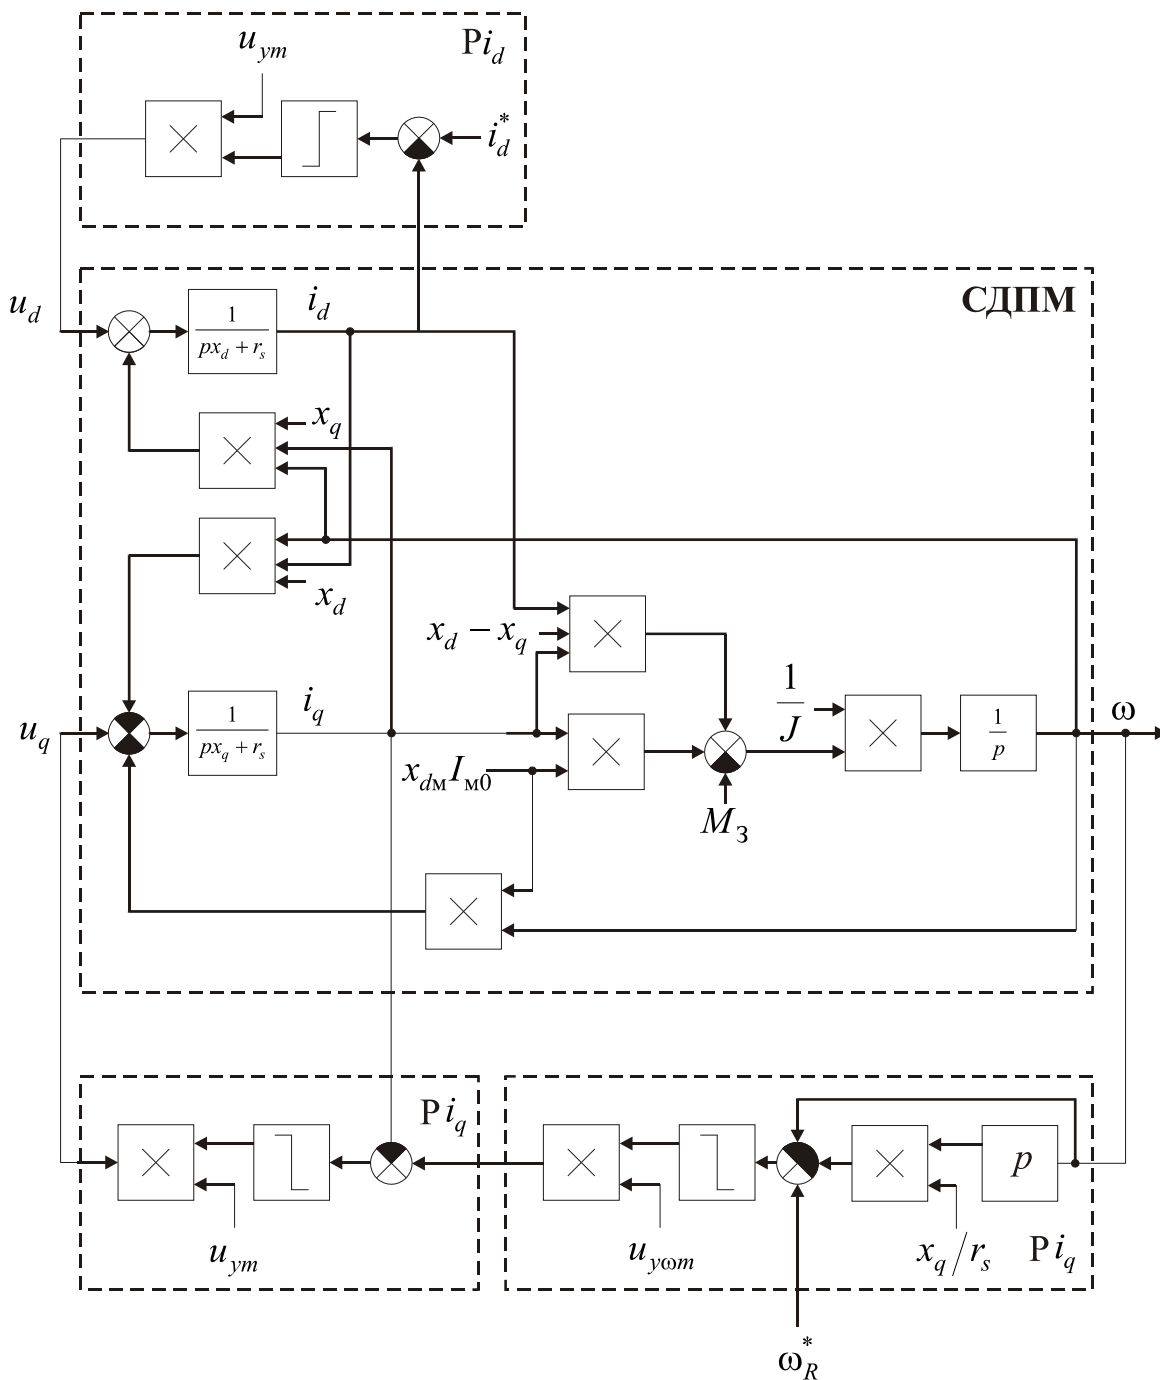 u_ym
P i_d
i_d^*
u_d
1
px_d + r_s
i_d
СДПМ
x_q
x_d
x_d − x_q
u_q
1
px_q + r_s
i_q
x_dм I_м0
1
J
1
p
ω
M_З
P i_q
u_ym
p
u_yωm
x_q / r_s
P i_q
ω_R^*